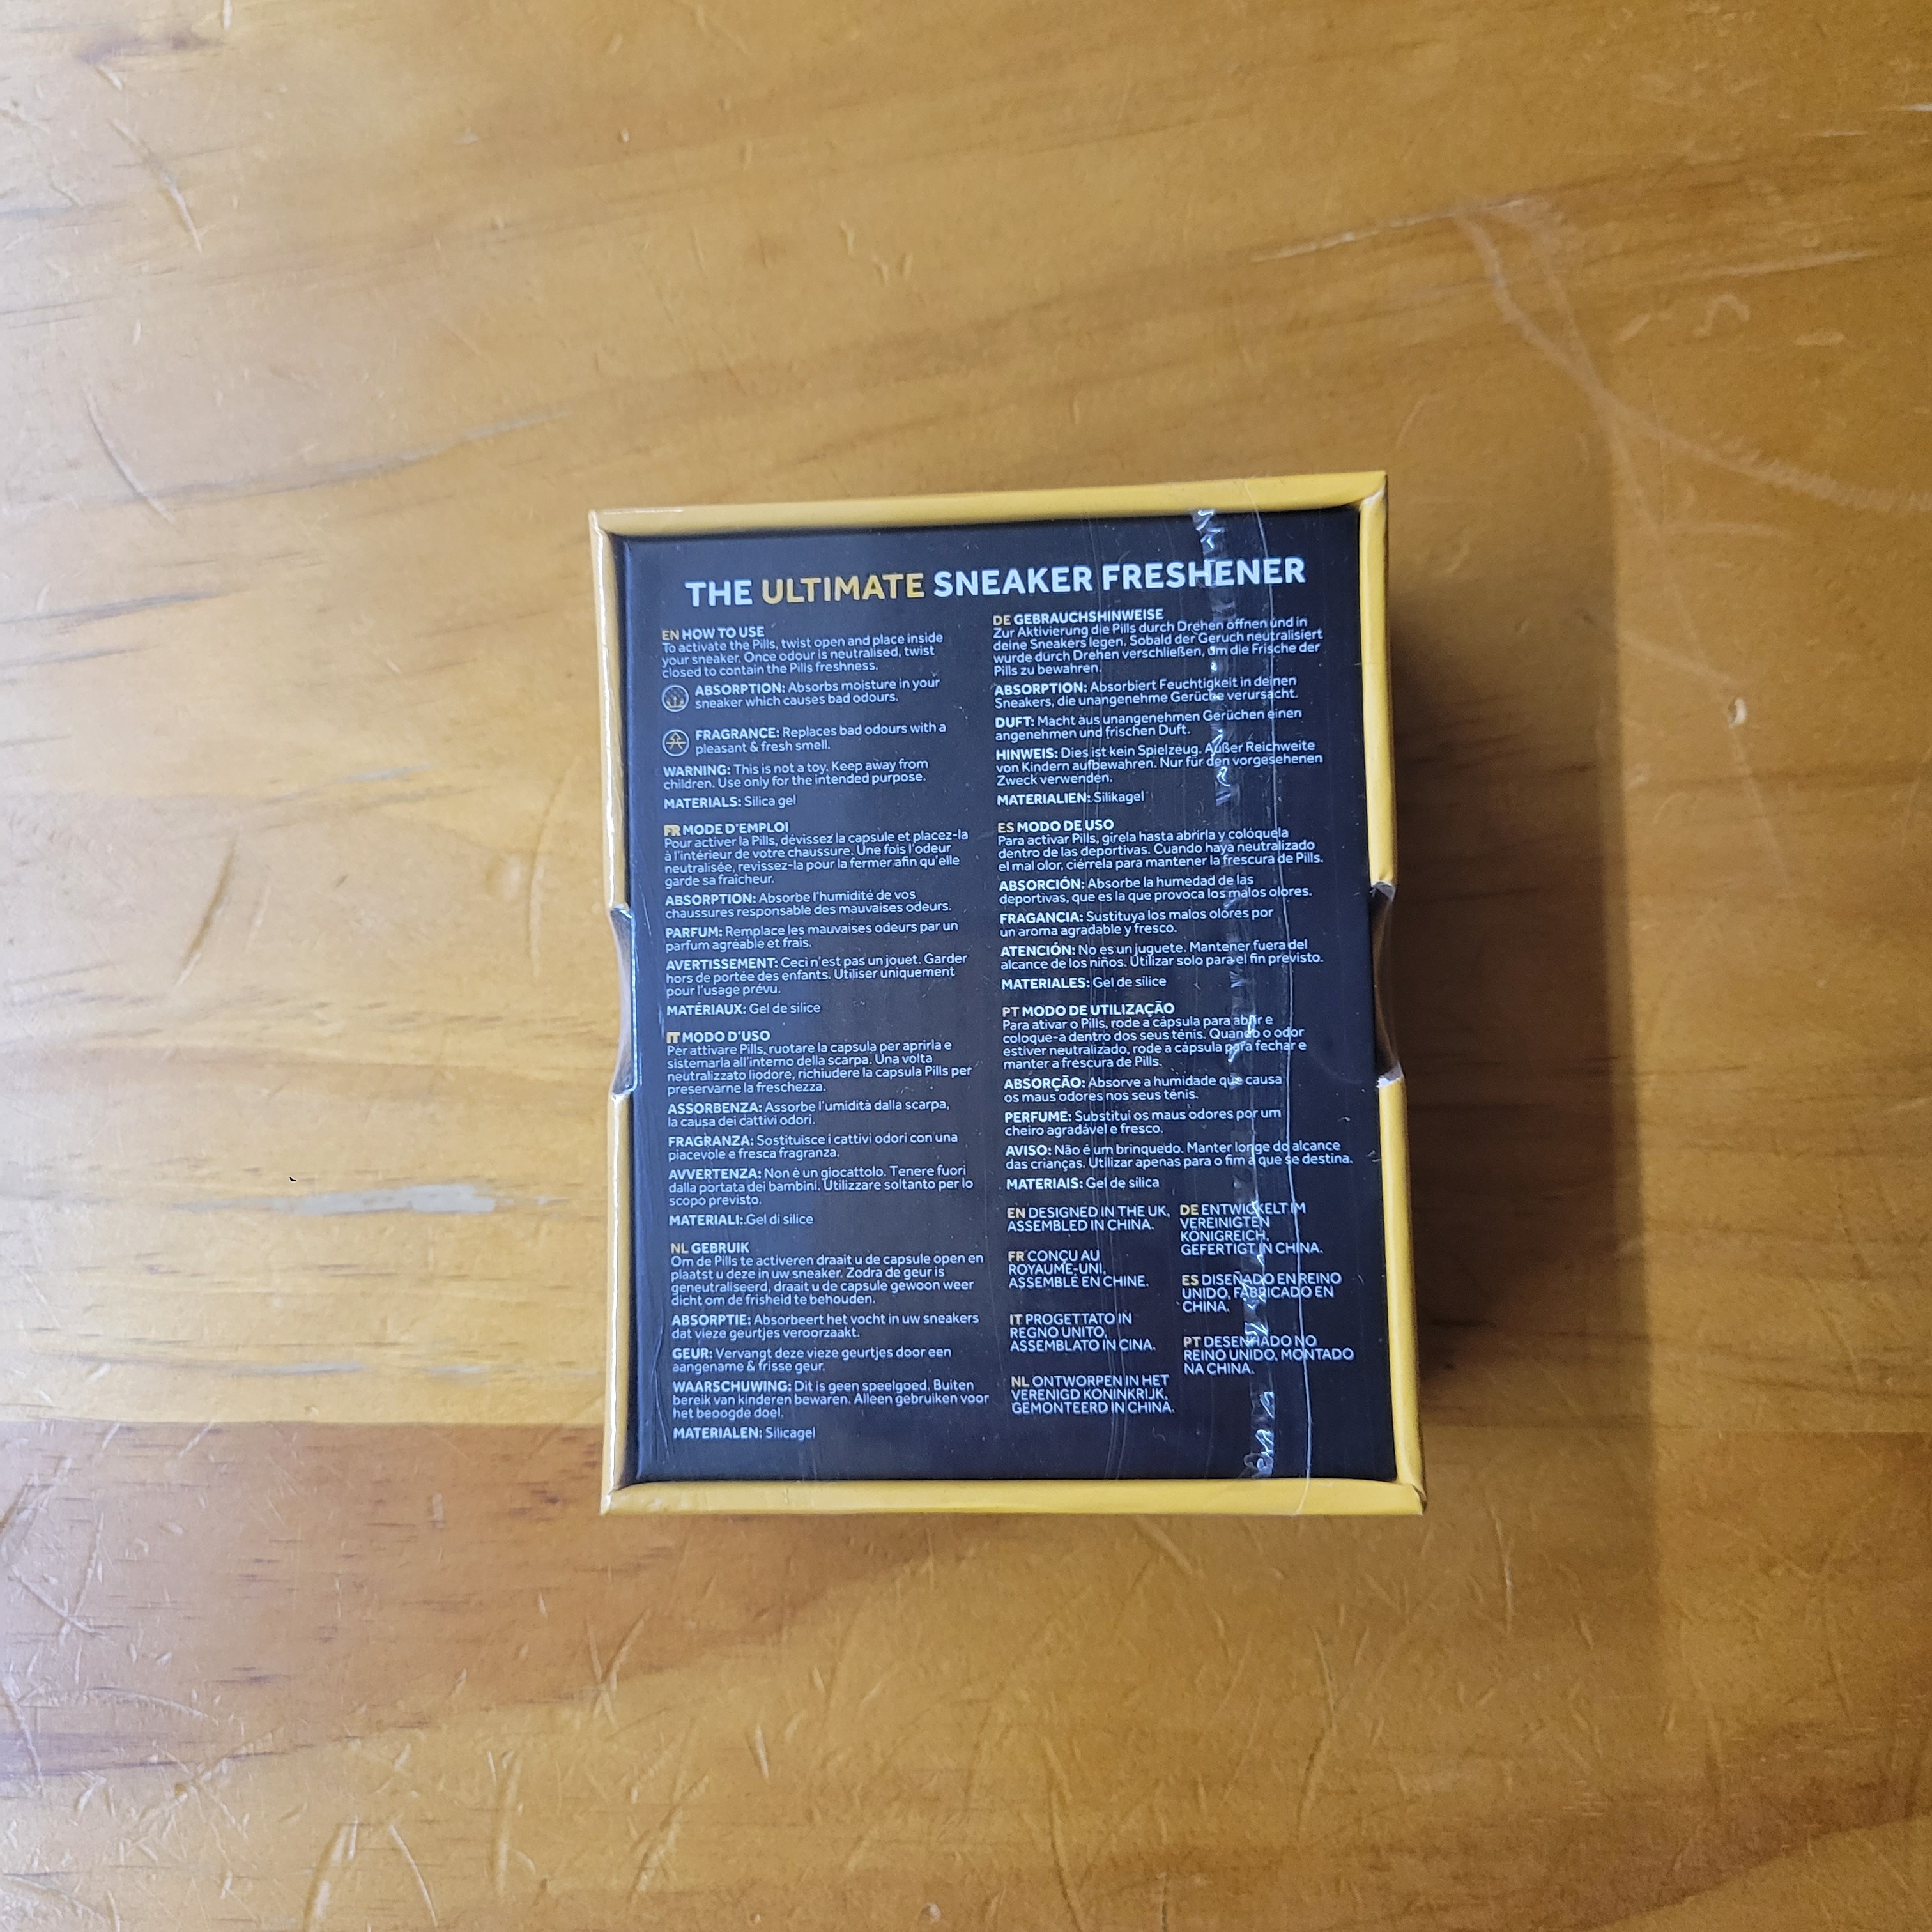 THE ULTIMATE SNEAKER FRESHENER
EN HOW TO USE
To activate the Pills, twist open and place inside
your sneaker. Once odour is neutralised, twist
closed to contain the Pills freshness.
ABSORPTION: Absorbs moisture in your
sneaker which causes bad odours.
FRAGRANCE: Replaces bad odours with a
pleasant & fresh smell.
WARNING: This is not a toy. Keep away from
children. Use only for the intended purpose.
MATERIALS: Silica gel
FR MODE D'EMPLOI
Pour activer la Pills, dévissez la capsule et placez-la
à l'intérieur de votre chaussure. Une fois l'odeur
neutralisée, revissez-la pour la fermer afin qu'elle
garde sa fraîcheur.
ABSORPTION: Absorbe l'humidité de vos
chaussures responsable des mauvaises odeurs.
PARFUM: Remplace les mauvaises odeurs par un
parfum agréable et frais.
AVERTISSEMENT: Ceci n'est pas un jouet. Garder
hors de portée des enfants. Utiliser uniquement
pour l'usage prévu.
MATÉRIAUX: Gel de silice
IT MODO D'USO
Per attivare Pills, ruotare la capsula per aprirla e
sistemarla all'interno della scarpa. Una volta
neutralizzato liodore, richiudere la capsula Pills per
preservarne la freschezza.
ASSORBENZA: Assorbe l'umidità dalla scarpa,
la causa dei cattivi odori.
FRAGRANZA: Sostituisce i cattivi odori con una
piacevole e fresca fragranza.
AVVERTENZA: Non è un giocattolo. Tenere fuori
dalla portata dei bambini. Utilizzare soltanto per lo
scopo previsto.
MATERIALI:.Gel di silice
NL GEBRUIK
Om de Pills te activeren draait u de capsule open en
plaatst u deze in uw sneaker. Zodra de geur is
geneutraliseerd, draait u de capsule gewoon weer
dicht om de frisheid te behouden.
ABSORPTIE: Absorbeert het vocht in uw sneakers
dat vieze geurtjes veroorzaakt.
GEUR: Vervangt deze vieze geurtjes door een
aangename & frisse geur.
WAARSCHUWING: Dit is geen speelgoed. Buiten
bereik van kinderen bewaren. Alleen gebruiken voor
het beoogde doel.
MATERIALEN: Silicagel
DE GEBRAUCHSHINWEISE
Zur Aktivierung die Pills durch Drehen öffnen und in
deine Sneakers legen. Sobald der Geruch neutralisiert
wurde durch Drehen verschließen, um die Frische der
Pills zu bewahren.
ABSORPTION: Absorbiert Feuchtigkeit in deinen
Sneakers, die unangenehme Gerüche verursacht.
DUFT: Macht aus unangenehmen Gerüchen einen
angenehmen und frischen Duft.
HINWEIS: Dies ist kein Spielzeug. Außer Reichweite
von Kindern aufbewahren. Nur für den vorgesehenen
Zweck verwenden.
MATERIALIEN: Silikagel
ES MODO DE USO
Para activar Pills, gírela hasta abrirla y colóquela
dentro de las deportivas. Cuando haya neutralizado
el mal olor, ciérrela para mantener la frescura de Pills.
ABSORCIÓN: Absorbe la humedad de las
deportivas, que es la que provoca los malos olores.
FRAGANCIA: Sustituya los malos olores por
un aroma agradable y fresco.
ATENCIÓN: No es un juguete. Mantener fuera del
alcance de los niños. Utilizar solo para el fin previsto.
MATERIALES: Gel de sílice
PT MODO DE UTILIZAÇÃO
Para ativar o Pills, rode a cápsula para abrir e
coloque-a dentro dos seus ténis. Quando o odor
estiver neutralizado, rode a cápsula para fechar e
manter a frescura de Pills.
ABSORÇÃO: Absorve a humidade que causa
os maus odores nos seus ténis.
PERFUME: Substitui os maus odores por um
cheiro agradável e fresco.
AVISO: Não é um brinquedo. Manter longe do alcance
das crianças. Utilizar apenas para o fim a que se destina.
MATERIAIS: Gel de sílica
EN DESIGNED IN THE UK,
ASSEMBLED IN CHINA.
FR CONÇU AU
ROYAUME-UNI,
ASSEMBLÉ EN CHINE.
IT PROGETTATO IN
REGNO UNITO,
ASSEMBLATO IN CINA.
NL ONTWORPEN IN HET
VERENIGD KONINKRIJK,
GEMONTEERD IN CHINA.
DE ENTWICKELT IM
VEREINIGTEN
KÖNIGREICH,
GEFERTIGT IN CHINA.
ES DISEÑADO EN REINO
UNIDO, FABRICADO EN
CHINA.
PT DESENHADO NO
REINO UNIDO, MONTADO
NA CHINA.